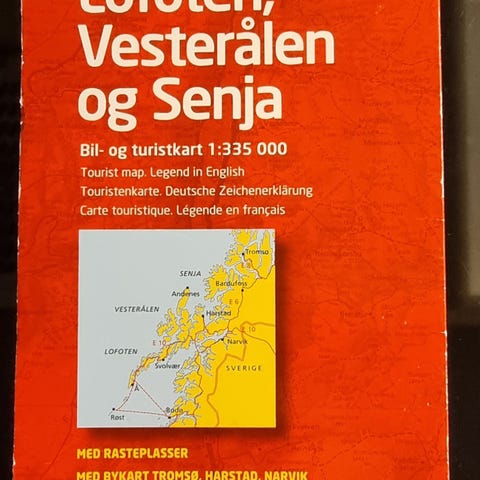 Lofoten,
Vesterålen
og Senja
Bil- og turistkart 1:335 000
Tourist map. Legend in English
Touristenkarte. Deutsche Zeichenerklärung
Carte touristique. Légende en français
Tromsø
E 8
SENJA
Andenes
Bardufoss
E 6
VESTERÅLEN
Harstad
E 10
Narvik
LOFOTEN
E 10
Svolvær
SVERIGE
Å
Røst
Bodø
MED RASTEPLASSER
MED BYKART TROMSØ, HARSTAD, NARVIK